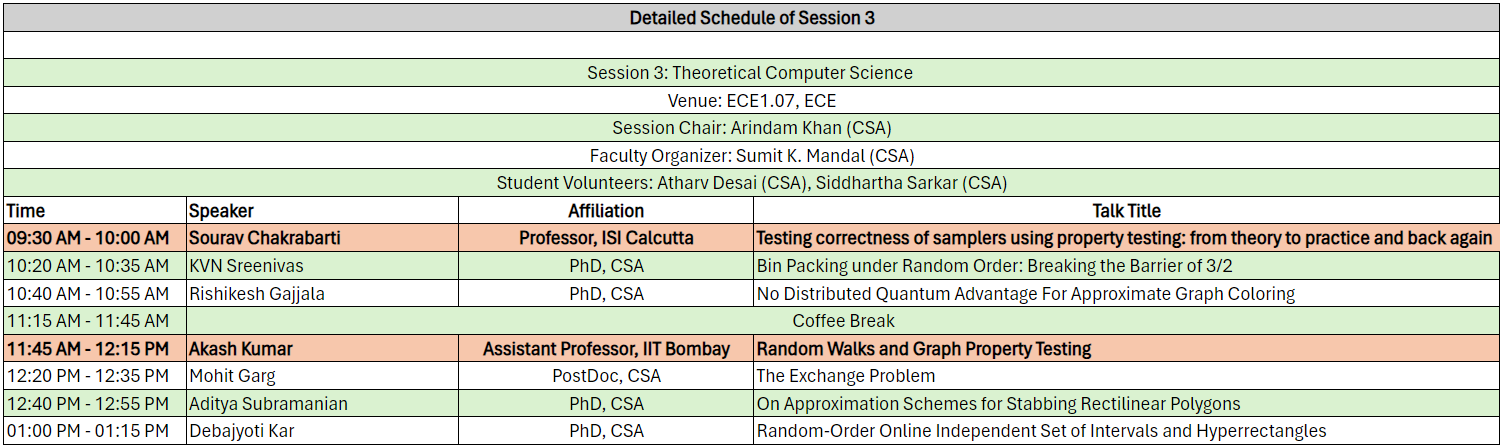 Detailed Schedule of Session 3
Session 3: Theoretical Computer Science
Venue: ECE1.07, ECE
Session Chair: Arindam Khan (CSA)
Faculty Organizer: Sumit K. Mandal (CSA)
Student Volunteers: Atharv Desai (CSA), Siddhartha Sarkar (CSA)
Time Speaker Affiliation Talk Title
09:30 AM - 10:00 AM Sourav Chakrabarti Professor, ISI Calcutta Testing correctness of samplers using property testing: from theory to practice and back again
10:20 AM - 10:35 AM KVN Sreenivas PhD, CSA Bin Packing under Random Order: Breaking the Barrier of 3/2
10:40 AM - 10:55 AM Rishikesh Gajjala PhD, CSA No Distributed Quantum Advantage For Approximate Graph Coloring
11:15 AM - 11:45 AM Coffee Break
11:45 AM - 12:15 PM Akash Kumar Assistant Professor, IIT Bombay Random Walks and Graph Property Testing
12:20 PM - 12:35 PM Mohit Garg PostDoc, CSA The Exchange Problem
12:40 PM - 12:55 PM Aditya Subramanian PhD, CSA On Approximation Schemes for Stabbing Rectilinear Polygons
01:00 PM - 01:15 PM Debajyoti Kar PhD, CSA Random-Order Online Independent Set of Intervals and Hyperrectangles